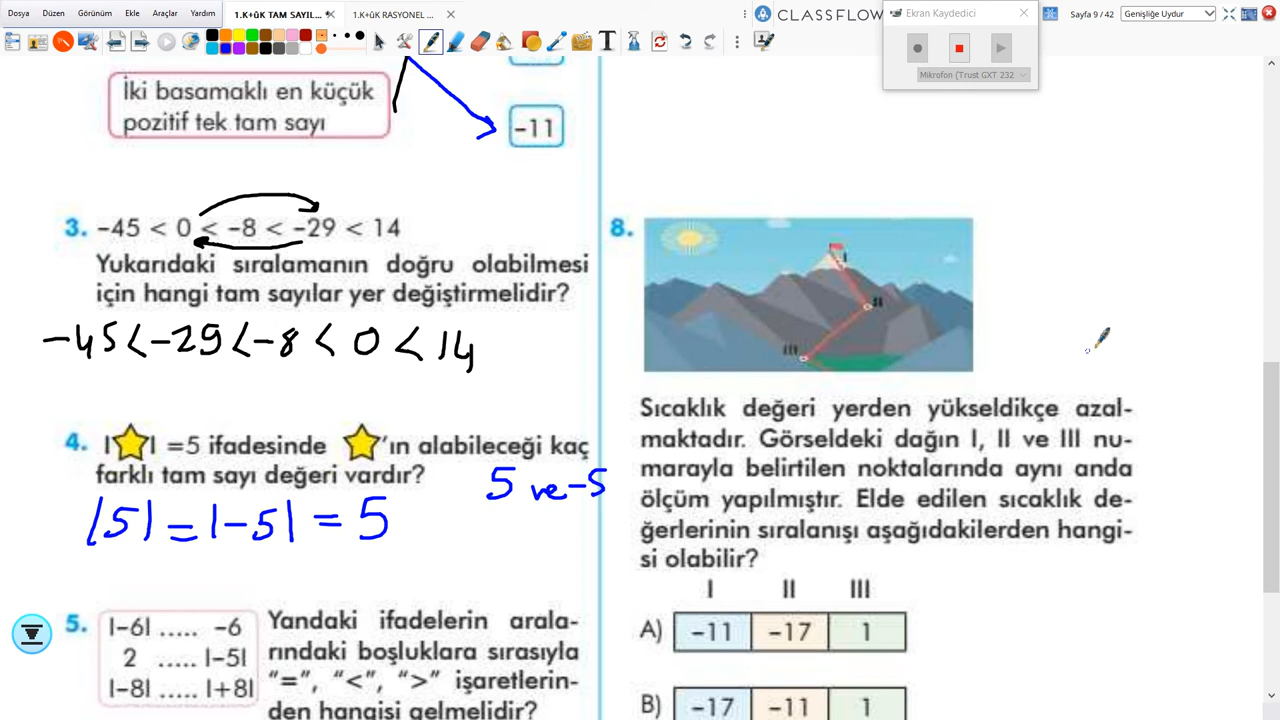 Dosya Düzen Görünüm Ekle Araçlar Yardım
1.K+ûK TAM SAYIL...*
1.K+ûK RASYONEL ...
CLASSFLOW
Ekran Kaydedici
Mikrofon (Trust GXT 232
Sayfa 9 / 42
Genişliğe Uydur
İki basamaklı en küçük
pozitif tek tam sayı
-11
3. -45 < 0 < -8 < -29 < 14
Yukarıdaki sıralamanın doğru olabilmesi
için hangi tam sayılar yer değiştirmelidir?
-45<-29<-8<0<14
4. |★| =5 ifadesinde ★'ın alabileceği kaç
farklı tam sayı değeri vardır?
5 ve -5
|5| = |-5| = 5
5. |-6| ..... -6
2 ..... |-5|
|-8| ..... |+8|
Yandaki ifadelerin arala-
rındaki boşluklara sırasıyla
"=", "<", ">" işaretlerin-
den hangisi gelmelidir?
8.
I
II
III
Sıcaklık değeri yerden yükseldikçe azal-
maktadır. Görseldeki dağın I, II ve III nu-
marayla belirtilen noktalarında aynı anda
ölçüm yapılmıştır. Elde edilen sıcaklık de-
ğerlerinin sıralanışı aşağıdakilerden hangi-
si olabilir?
I II III
A) -11 -17 1
B) -17 -11 1